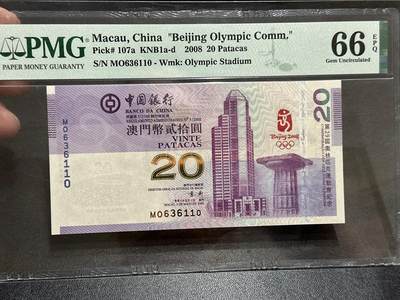 PMG
PAPER MONEY GUARANTY
Macau, China "Beijing Olympic Comm."
Pick# 107a KNB1a-d 2008 20 Patacas
S/N MO636110 - Wmk: Olympic Stadium
66 EPQ
Gem Uncirculated
中國銀行
BANCO DA CHINA
澳門幣貳拾圓
VINTE
PATACAS
20
MO636110
MO636110
Beijing 2008
20